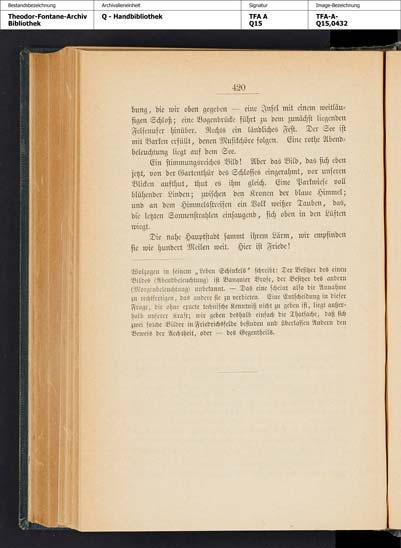 Bestandsbezeichnung
Archivalieneinheit
Signatur
Image-Bezeichnung
Theodor-Fontane-Archiv
Bibliothek
Q - Handbibliothek
TFA A
Q15
TFA-A-
Q15,0432
420
bung, die wir oben gegeben — eine Insel mit einem weitläu-
figen Schloß; eine Bogenbrücke führt zu dem zunächst liegenden
Felsenufer hinüber. Rechts ein ländliches Fest. Der See ist
mit Barken erfüllt, denen Musikchöre folgen. Eine rothe Abend-
beleuchtung liegt auf dem See.
Ein stimmungsreiches Bild! Aber das Bild, das sich eben
jetzt, von der Gartenthür des Schlosses eingerahmt, vor unseren
Blicken aufthut, thut es ihm gleich. Eine Parkwiese voll
blühender Linden; zwischen den Kronen der blaue Himmel;
und an dem Himmelsstreifen ein Volk weißer Tauben, das,
die letzten Sonnenstrahlen einsaugend, sich oben in den Lüften
wiegt.
Die nahe Hauptstadt sammt ihrem Lärm, wir empfinden
sie wie hundert Meilen weit. Hier ist Friede!
Wolzogen in seinem „Leben Schinkels“ schreibt: Der Besitzer des einen
Bildes (Abendbeleuchtung) ist Banquier Brose, der Besitzer des andern
(Morgenbeleuchtung) unbekannt. — Das eine scheint also die Annahme
zu rechtfertigen, das andere sie zu verbieten. Eine Entscheidung in dieser
Frage, die ohne exacte technische Kenntniß nicht zu geben ist, liegt außer-
halb unserer Kraft; wir geben deshalb einfach die Thatsache, daß sich
zwei solche Bilder in Friedrichsfelde befinden und überlassen Andern den
Beweis der Aechtheit, oder — des Gegentheils.